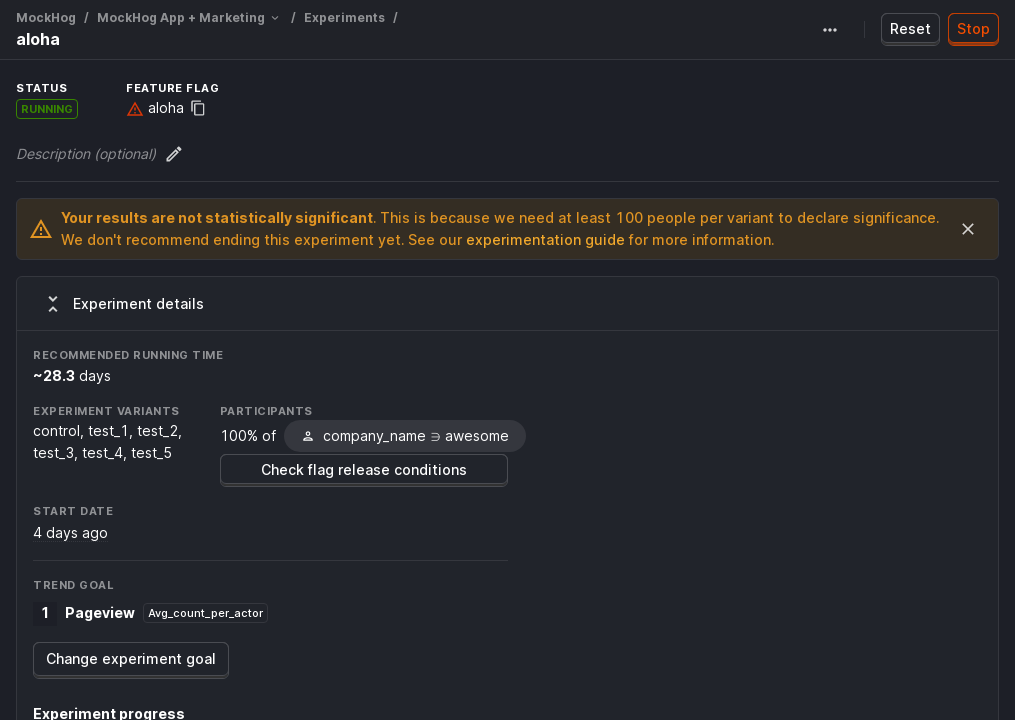 MockHog / MockHog App + Marketing / Experiments /
aloha
Reset
Stop
STATUS
FEATURE FLAG
RUNNING
aloha
Description (optional)
Your results are not statistically significant. This is because we need at least 100 people per variant to declare significance.
We don't recommend ending this experiment yet. See our experimentation guide for more information.
Experiment details
RECOMMENDED RUNNING TIME
~28.3 days
EXPERIMENT VARIANTS
control, test_1, test_2,
test_3, test_4, test_5
PARTICIPANTS
100% of company_name ∋ awesome
Check flag release conditions
START DATE
4 days ago
TREND GOAL
1 Pageview Avg_count_per_actor
Change experiment goal
Experiment progress